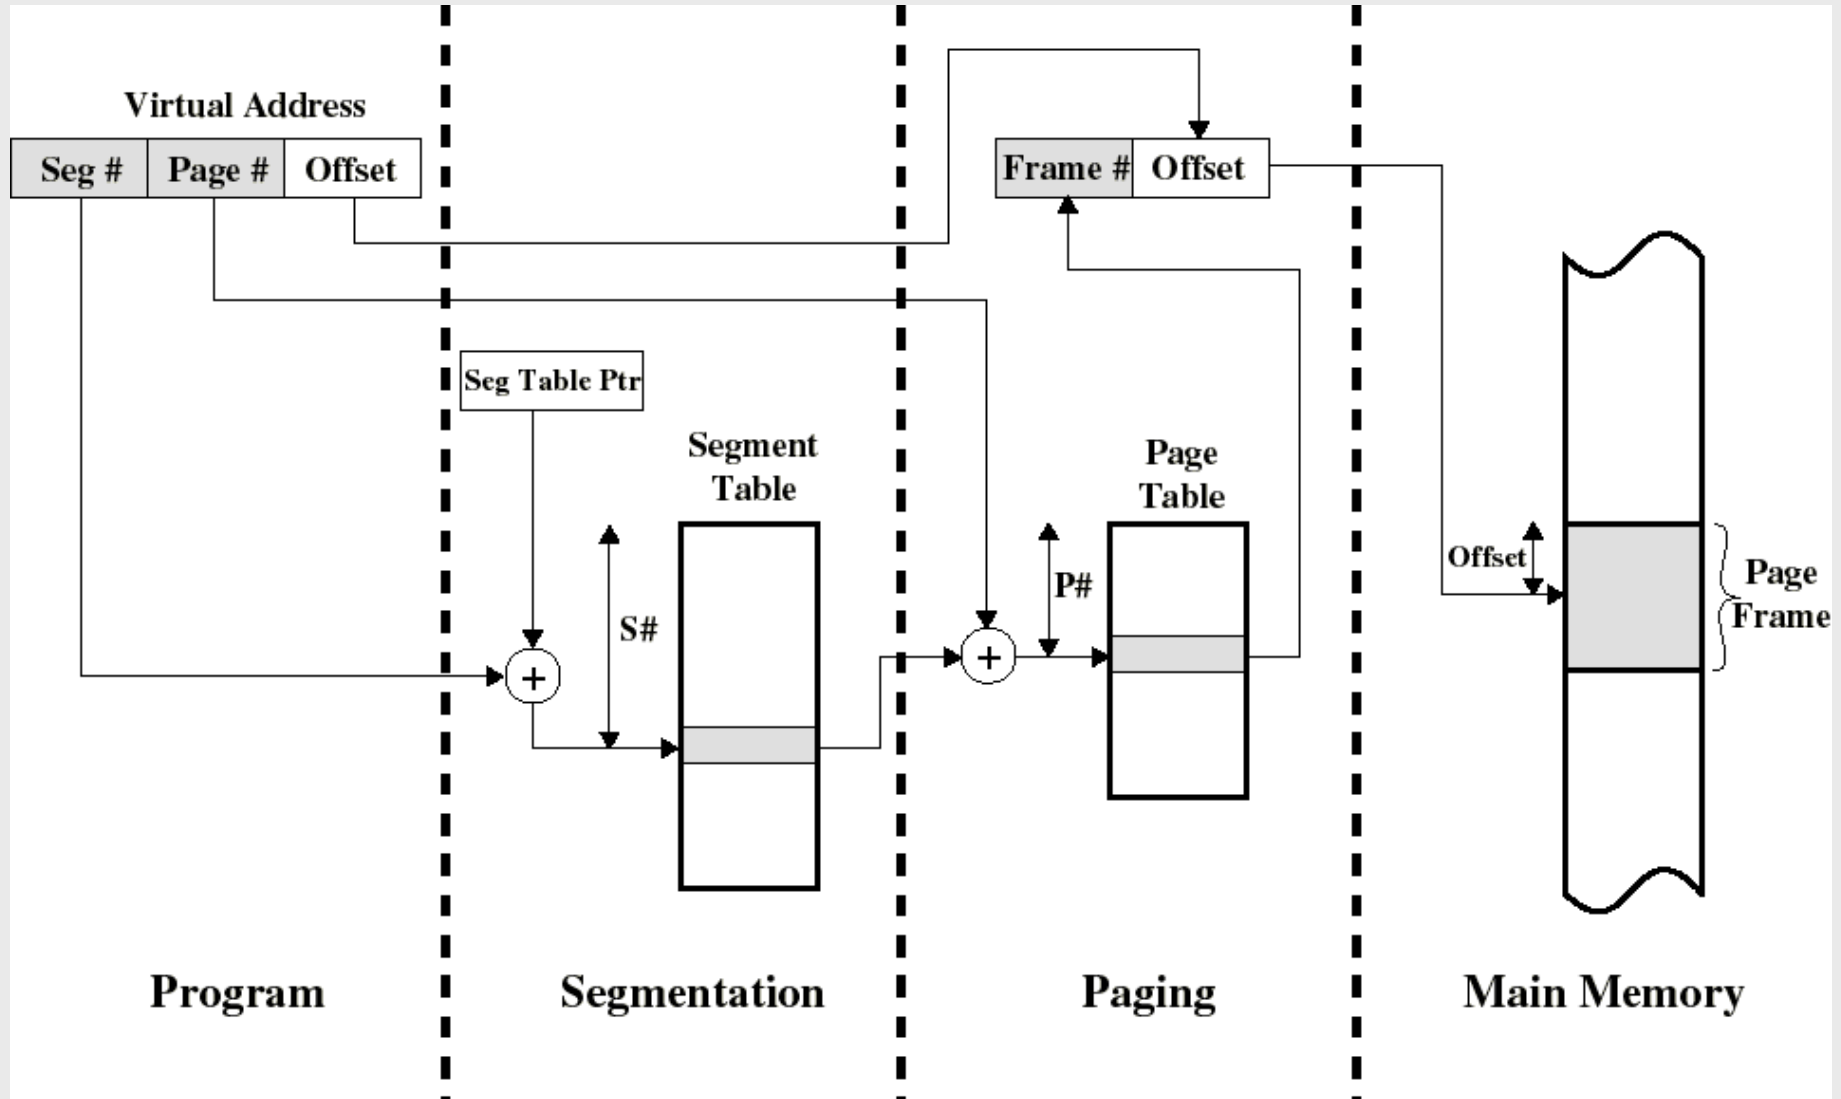 Virtual Address
Seg #
Page #
Offset
Frame #
Offset
Seg Table Ptr
Segment
Table
Page
Table
S#
P#
+
+
Offset
Page
Frame
Program
Segmentation
Paging
Main Memory